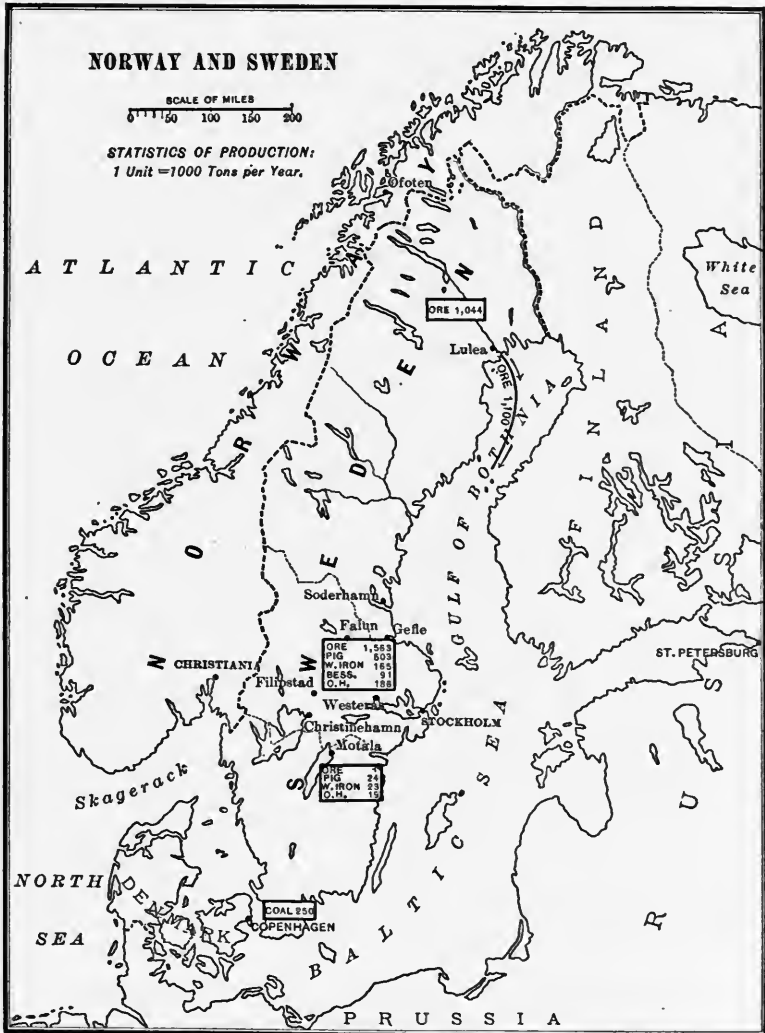 NORWAY AND SWEDEN
SCALE OF MILES
0 50 100 150 200
STATISTICS OF PRODUCTION:
1 Unit = 1000 Tons per Year.
ATLANTIC
OCEAN
NORWAY
SWEDEN
Ofoten
ORE 1,044
Lulea
ORE 1,100
GULF OF BOTHNIA
FINLAND
White
Sea
RUSSIA
Soderhamn
Falun
Gefle
ORE 1,563
PIG 503
W. IRON 165
BESS. 91
O.H. 186
ST. PETERSBURG
CHRISTIANIA
Filipstad
Westeras
STOCKHOLM
Christinehamn
Motala
ORE
PIG 24
W. IRON 23
O.H. 15
Skagerack
NORTH
SEA
DENMARK
COAL 250
COPENHAGEN
BALTIC SEA
PRUSSIA